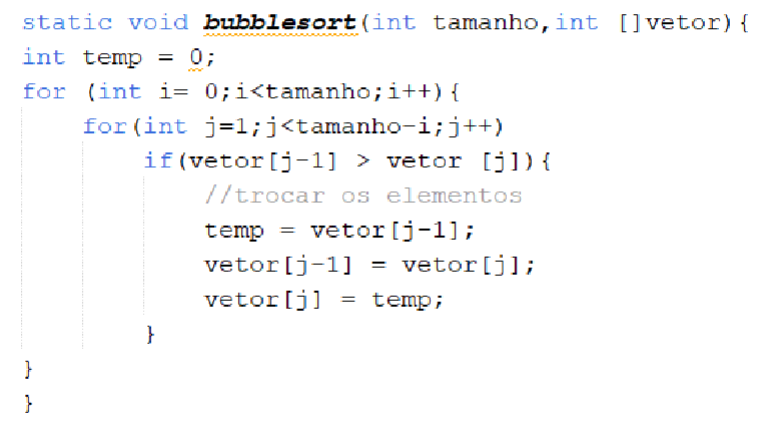 static void bubblesort(int tamanho,int []vetor){
int temp = 0;
for (int i= 0;i<tamanho;i++){
for(int j=1;j<tamanho-i;j++)
if(vetor[j-1] > vetor [j]){
//trocar os elementos
temp = vetor[j-1];
vetor[j-1] = vetor[j];
vetor[j] = temp;
}
}
}